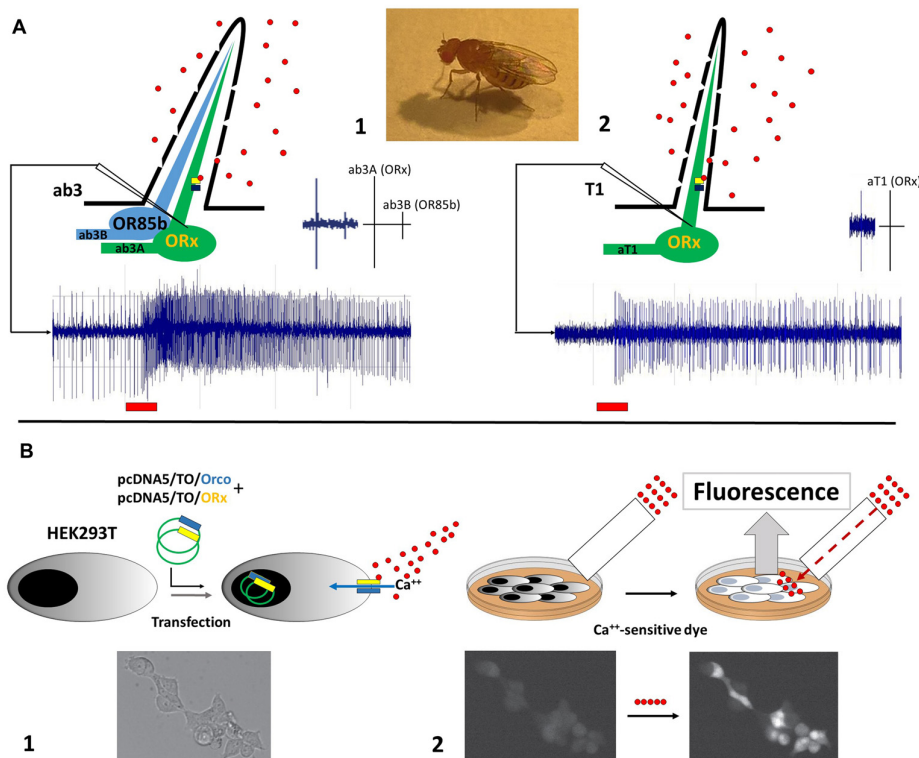 A
1
2
ab3
OR85b
ab3B
ORx
ab3A
ab3A (ORx)
ab3B (OR85b)
T1
ORx
aT1
aT1 (ORx)
B
pcDNA5/TO/Orco
pcDNA5/TO/ORx
+
HEK293T
Transfection
Ca++
Fluorescence
Ca++-sensitive dye
1
2